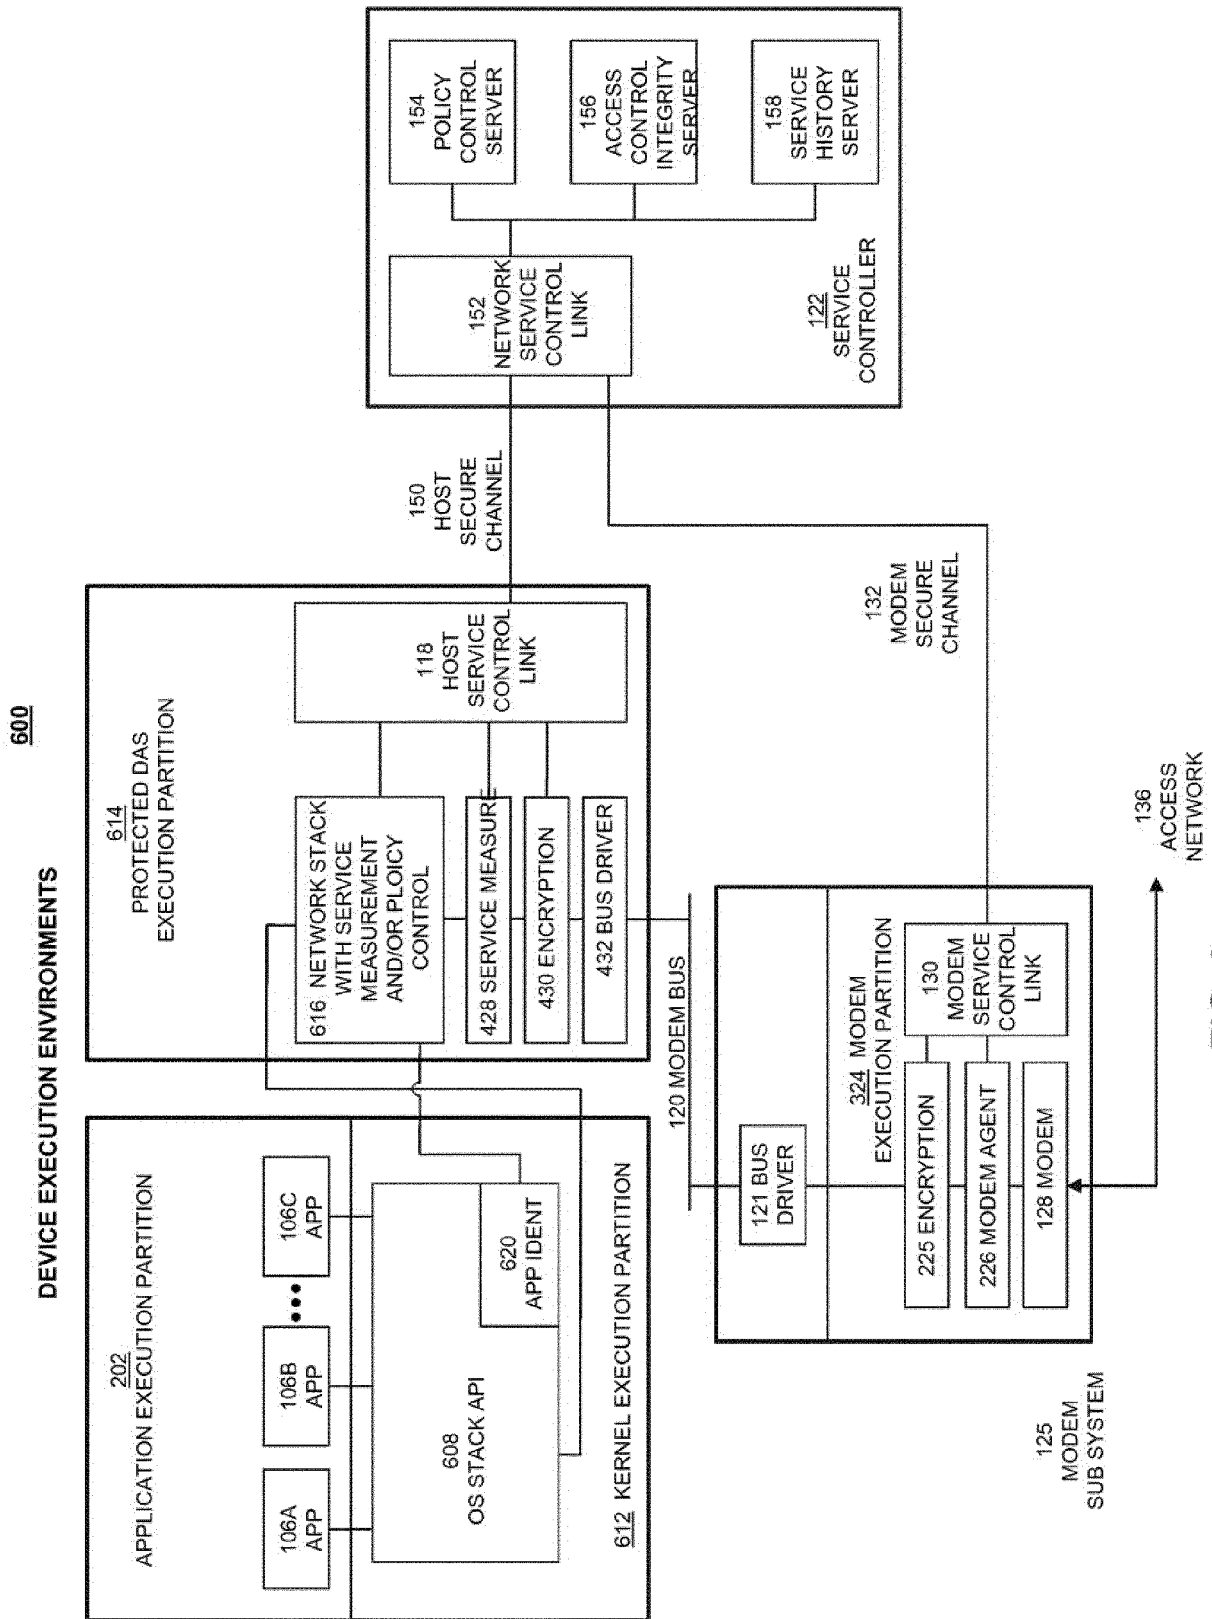 DEVICE EXECUTION ENVIRONMENTS
600
202
APPLICATION EXECUTION PARTITION
106A
APP
106B
APP
106C
APP
608
OS STACK API
620
APP IDENT
612 KERNEL EXECUTION PARTITION
614
PROTECTED DAS
EXECUTION PARTITION
616 NETWORK STACK
WITH SERVICE
MEASUREMENT
AND/OR PLOICY
CONTROL
428 SERVICE MEASURE
430 ENCRYPTION
432 BUS DRIVER
118
HOST
SERVICE
CONTROL
LINK
150
HOST
SECURE
CHANNEL
152
NETWORK
SERVICE
CONTROL
LINK
154
POLICY
CONTROL
SERVER
156
ACCESS
CONTROL
INTEGRITY
SERVER
158
SERVICE
HISTORY
SERVER
122
SERVICE
CONTROLLER
120 MODEM BUS
121 BUS
DRIVER
324 MODEM
EXECUTION PARTITION
225 ENCRYPTION
226 MODEM AGENT
128 MODEM
130
MODEM
SERVICE
CONTROL
LINK
132
MODEM
SECURE
CHANNEL
125
MODEM
SUB SYSTEM
136
ACCESS
NETWORK